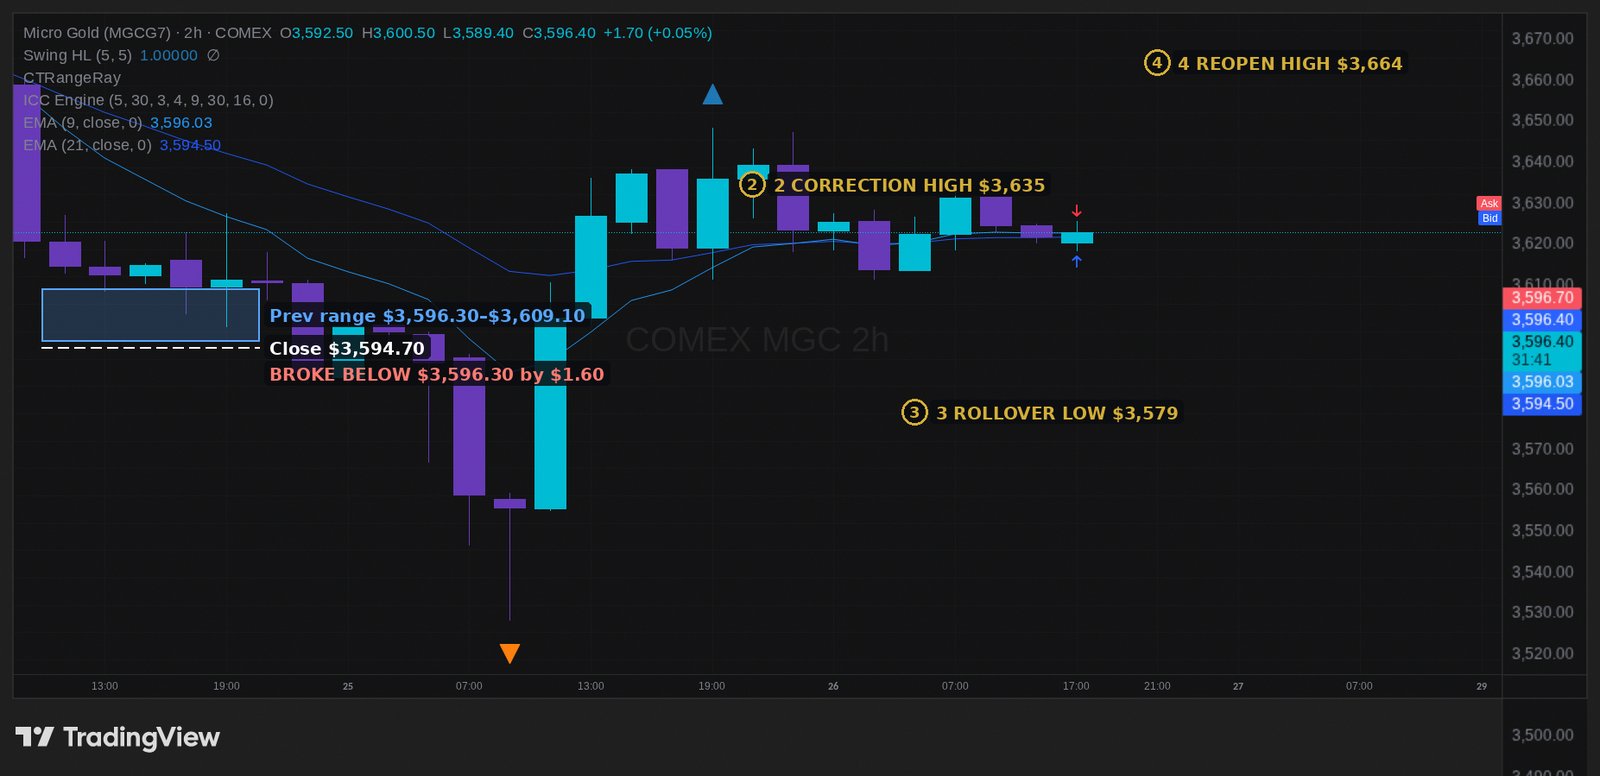 Micro Gold (MGCG7) · 2h · COMEX O3,592.50 H3,600.50 L3,589.40 C3,596.40 +1.70 (+0.05%)
Swing HL (5, 5) 1.00000 ∅
CTRangeRay
ICC Engine (5, 30, 3, 4, 9, 30, 16, 0)
EMA (9, close, 0) 3,596.03
EMA (21, close, 0) 3,594.50
4 4 REOPEN HIGH $3,664
2 2 CORRECTION HIGH $3,635
Prev range $3,596.30–$3,609.10
Close $3,594.70
BROKE BELOW $3,596.30 by $1.60
COMEX MGC 2h
3 3 ROLLOVER LOW $3,579
3,670.00
3,660.00
3,650.00
3,640.00
3,630.00
Ask
Bid
3,620.00
3,610.00
3,596.70
3,596.40
3,596.40
31:41
3,596.03
3,594.50
3,570.00
3,560.00
3,550.00
3,540.00
3,530.00
3,520.00
3,500.00
13:00 19:00 25 07:00 13:00 19:00 26 07:00 17:00 21:00 27 07:00 29
TradingView